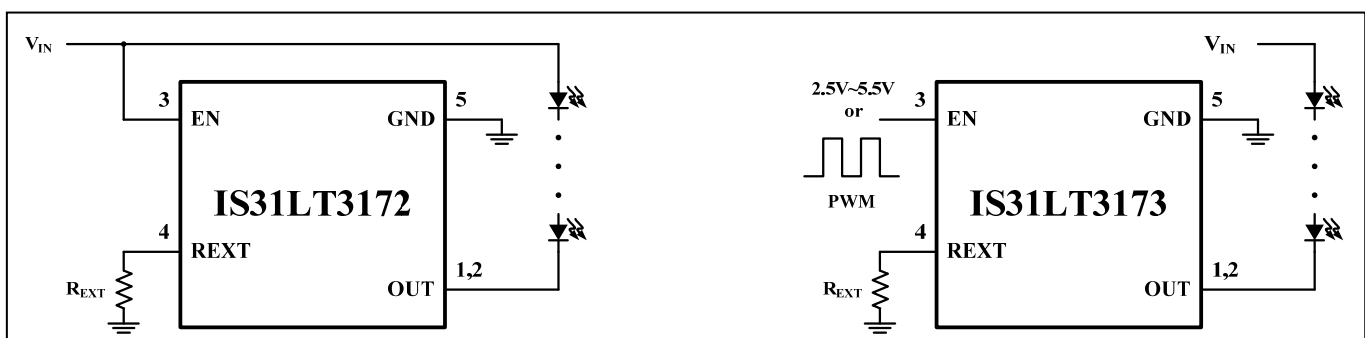 VIN
3
EN
5
GND
IS31LT3172
4
REXT
REXT
1,2
OUT
VIN
2.5V~5.5V
or
PWM
3
EN
5
GND
IS31LT3173
4
REXT
REXT
1,2
OUT